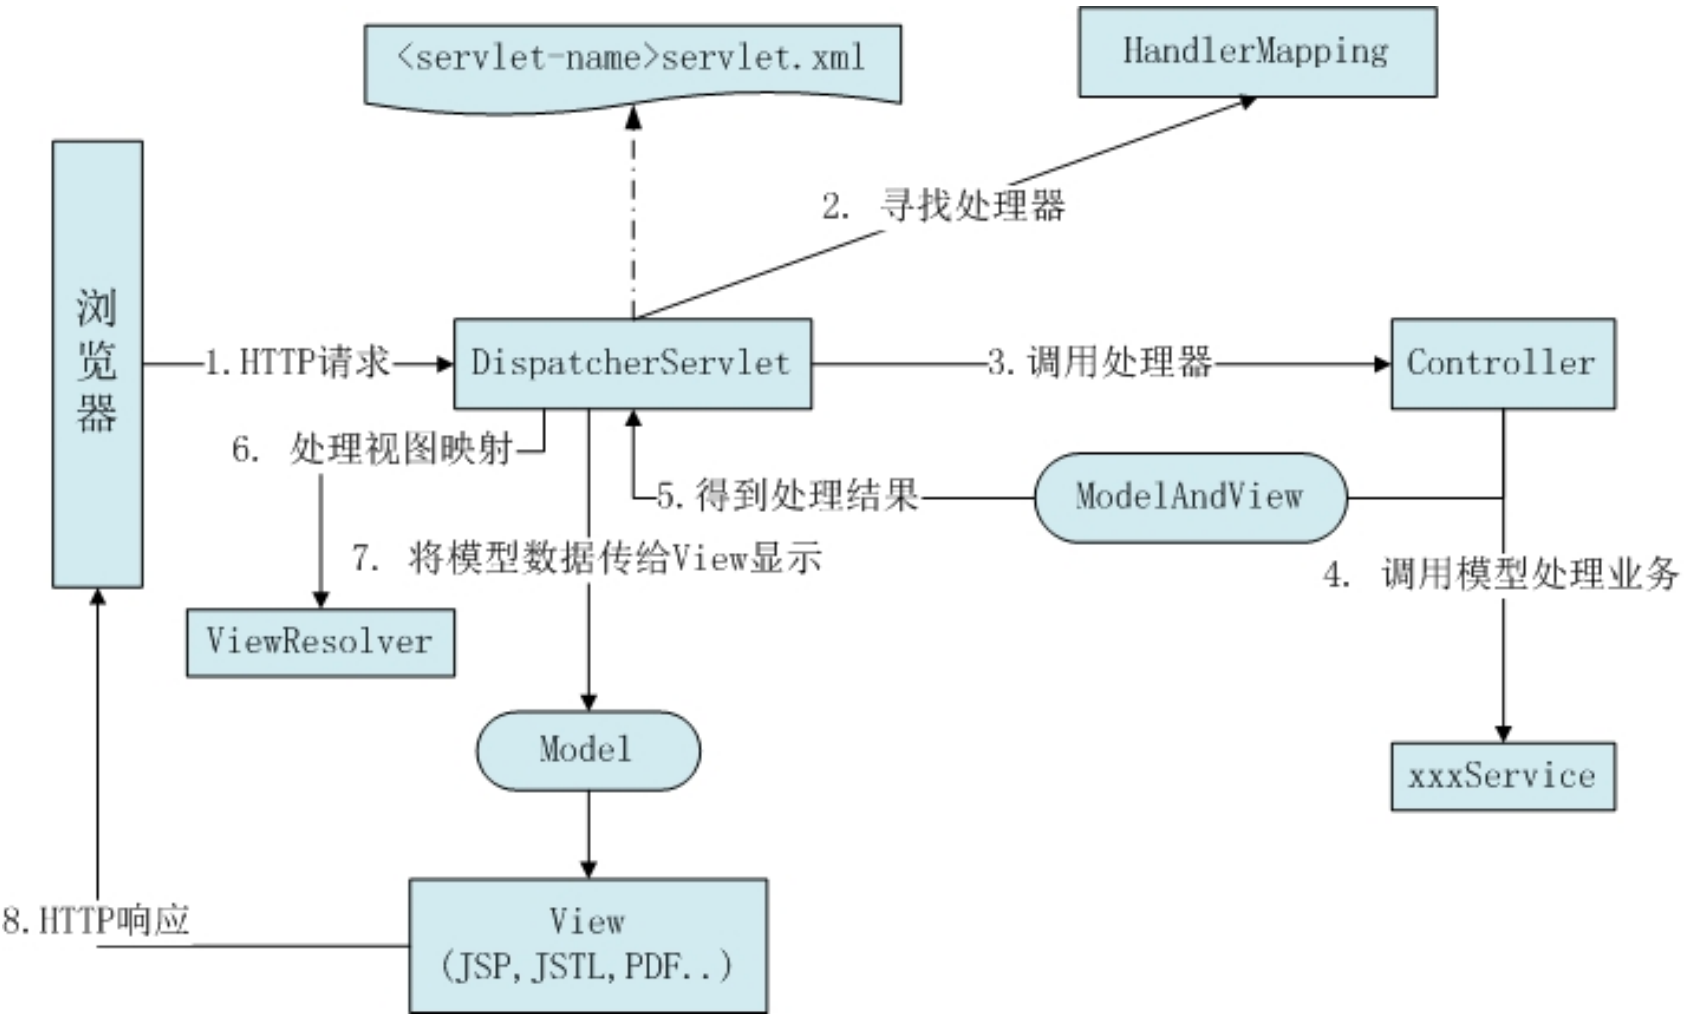 <servlet-name>servlet.xml
HandlerMapping
2. 寻找处理器
浏
览
器
1.HTTP请求
DispatcherServlet
3.调用处理器
Controller
6. 处理视图映射
5.得到处理结果
ModelAndView
7. 将模型数据传给View显示
4. 调用模型处理业务
ViewResolver
Model
xxxService
8.HTTP响应
View
(JSP,JSTL,PDF..)